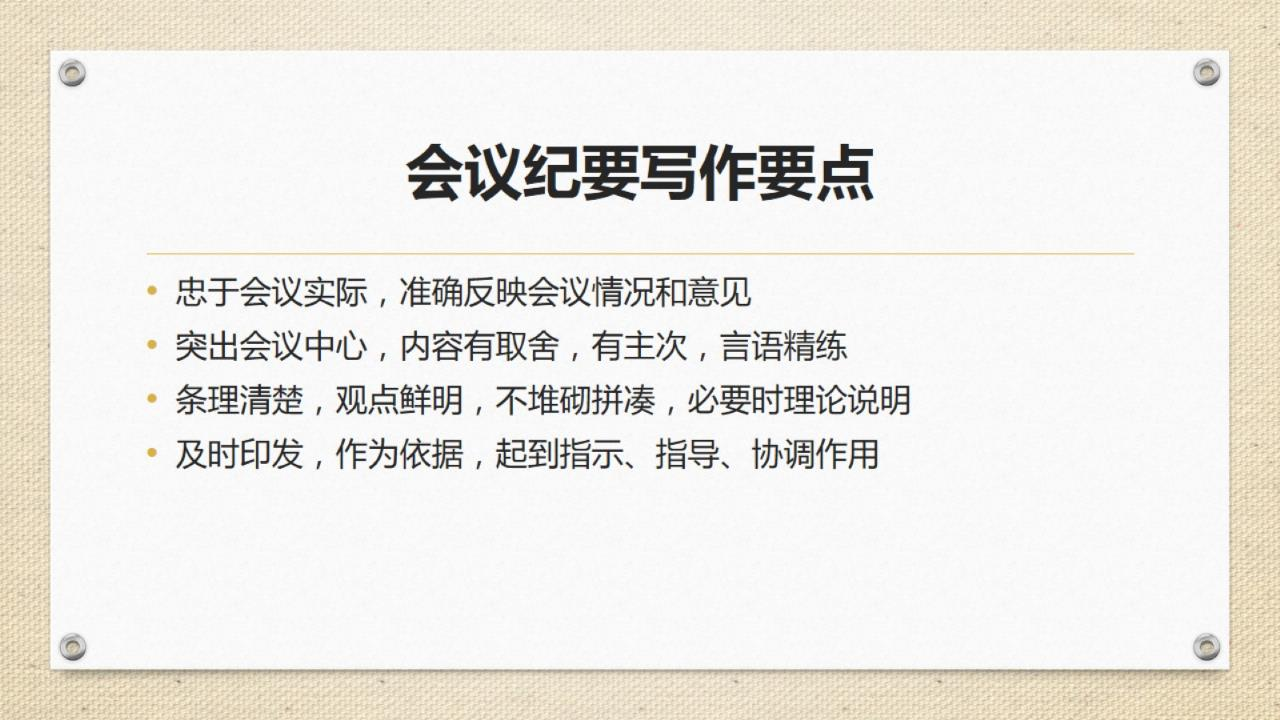 会议纪要写作要点
• 忠于会议实际，准确反映会议情况和意见
• 突出会议中心，内容有取舍，有主次，言语精练
• 条理清楚，观点鲜明，不堆砌拼凑，必要时理论说明
• 及时印发，作为依据，起到指示、指导、协调作用